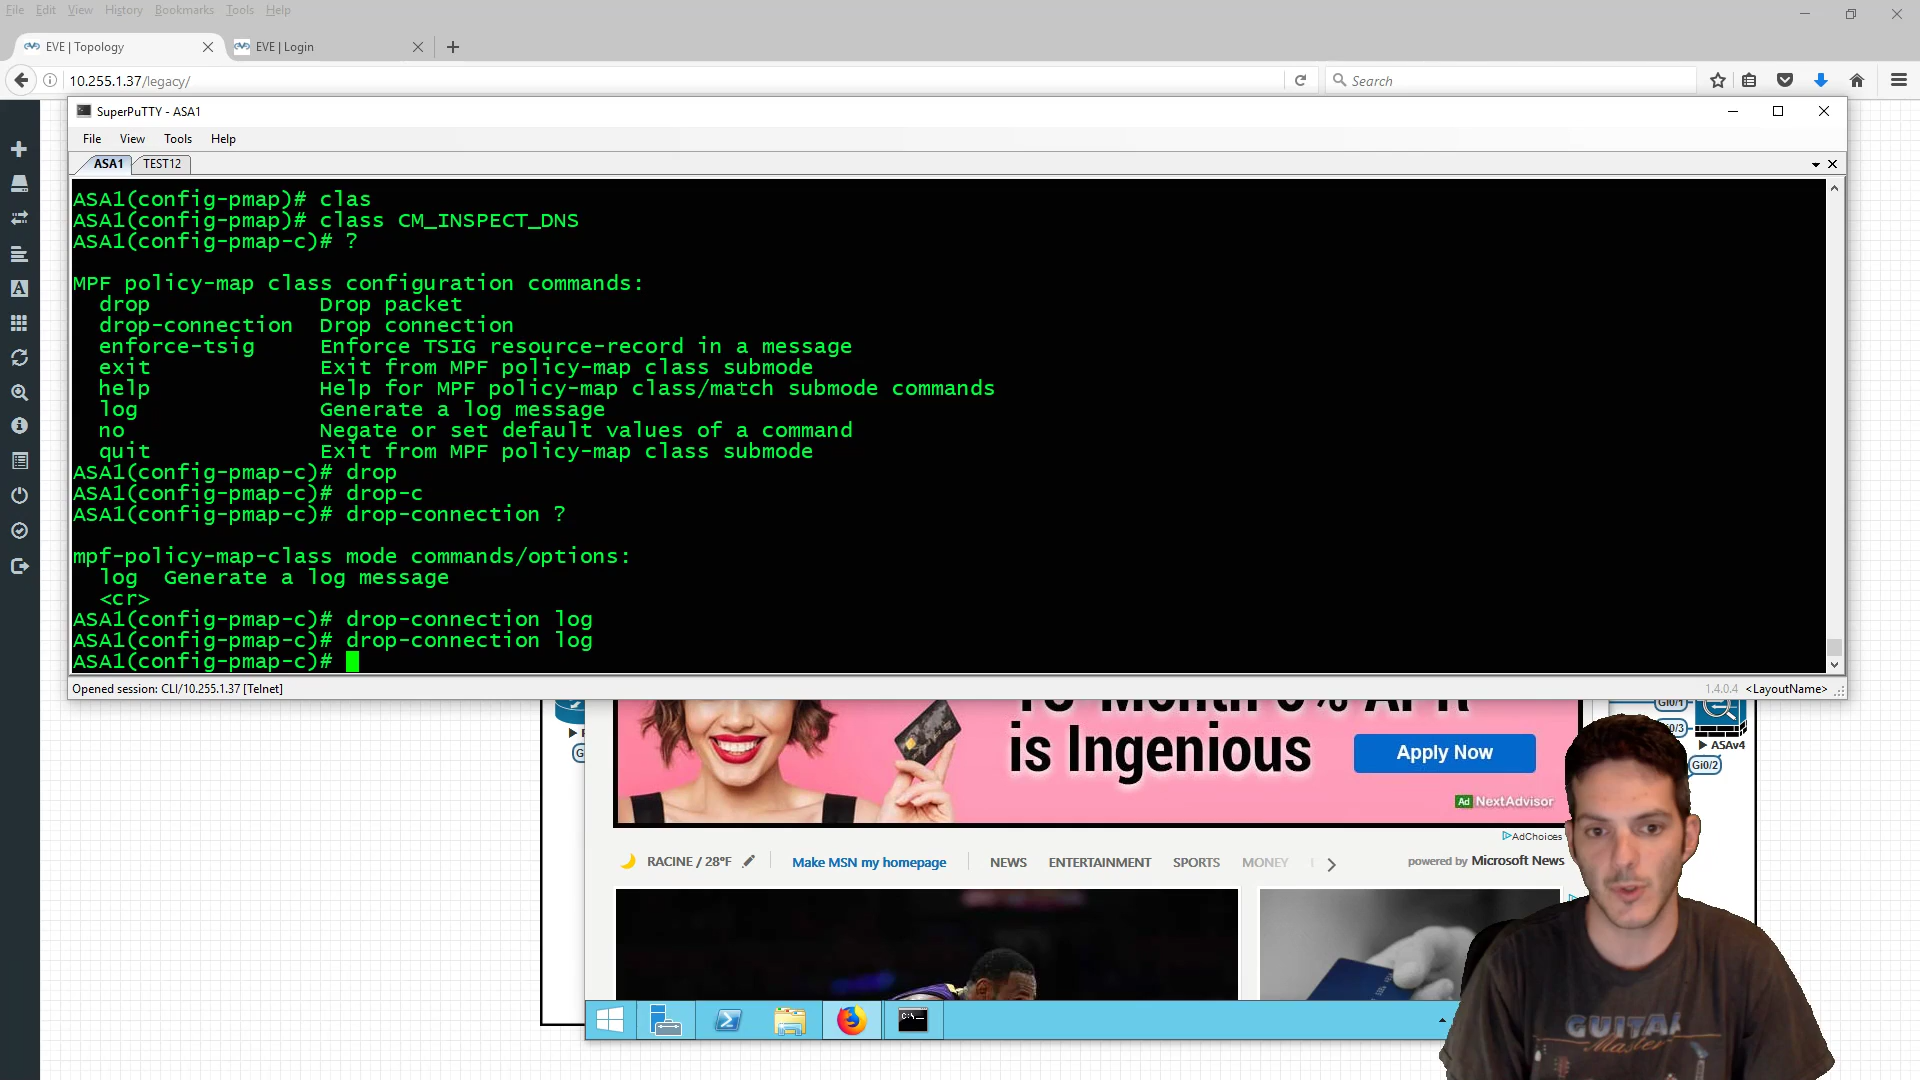 File Edit View History Bookmarks Tools Help
EVE | Topology
EVE | Login
10.255.1.37/legacy/
Search
SuperPuTTY - ASA1
File View Tools Help
ASA1 TEST12
ASA1(config-pmap)# clas
ASA1(config-pmap)# class CM_INSPECT_DNS
ASA1(config-pmap-c)# ?
MPF policy-map class configuration commands:
drop Drop packet
drop-connection Drop connection
enforce-tsig Enforce TSIG resource-record in a message
exit Exit from MPF policy-map class submode
help Help for MPF policy-map class/match submode commands
log Generate a log message
no Negate or set default values of a command
quit Exit from MPF policy-map class submode
ASA1(config-pmap-c)# drop
ASA1(config-pmap-c)# drop-c
ASA1(config-pmap-c)# drop-connection ?
mpf-policy-map-class mode commands/options:
log Generate a log message
<cr>
ASA1(config-pmap-c)# drop-connection log
ASA1(config-pmap-c)# drop-connection log
ASA1(config-pmap-c)#
Opened session: CLI/10.255.1.37 [Telnet]
1.4.0.4 <LayoutName>
Gi0/1
Gi0/3
ASAv4
Gi0/2
is Ingenious
Apply Now
Ad NextAdvisor
AdChoices
RACINE / 28°F
Make MSN my homepage
NEWS ENTERTAINMENT SPORTS MONEY
powered by Microsoft News
GUITAR
Master